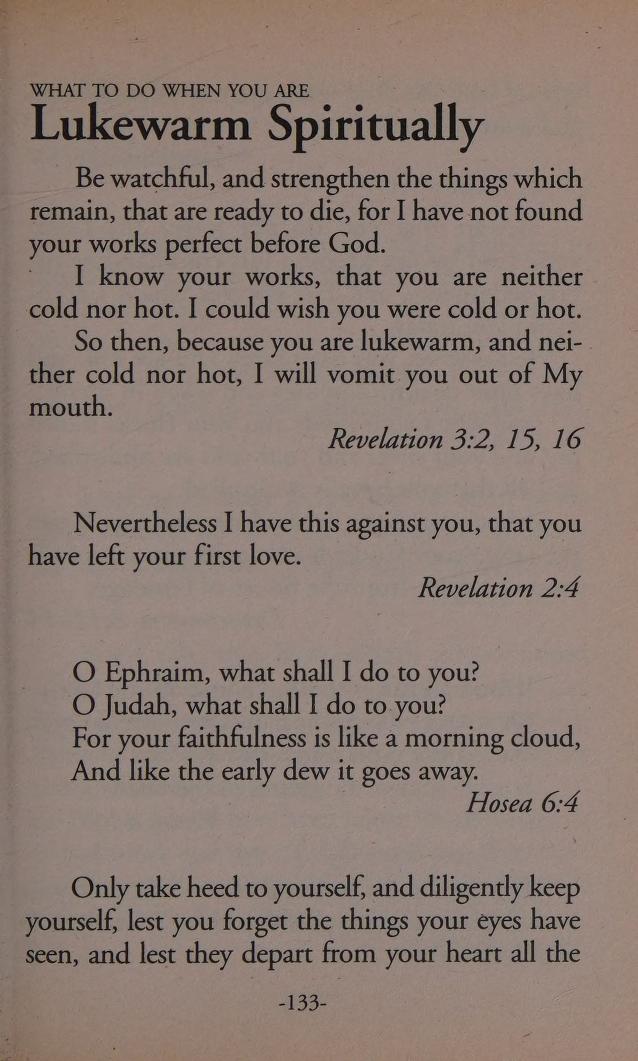 WHAT TO DO WHEN YOU ARE
Lukewarm Spiritually
Be watchful, and strengthen the things which
remain, that are ready to die, for I have not found
your works perfect before God.
I know your works, that you are neither
cold nor hot. I could wish you were cold or hot.
So then, because you are lukewarm, and nei-
ther cold nor hot, I will vomit you out of My
mouth.
Revelation 3:2, 15, 16
Nevertheless I have this against you, that you
have left your first love.
Revelation 2:4
O Ephraim, what shall I do to you?
O Judah, what shall I do to you?
For your faithfulness is like a morning cloud,
And like the early dew it goes away.
Hosea 6:4
Only take heed to yourself, and diligently keep
yourself, lest you forget the things your eyes have
seen, and lest they depart from your heart all the
-133-